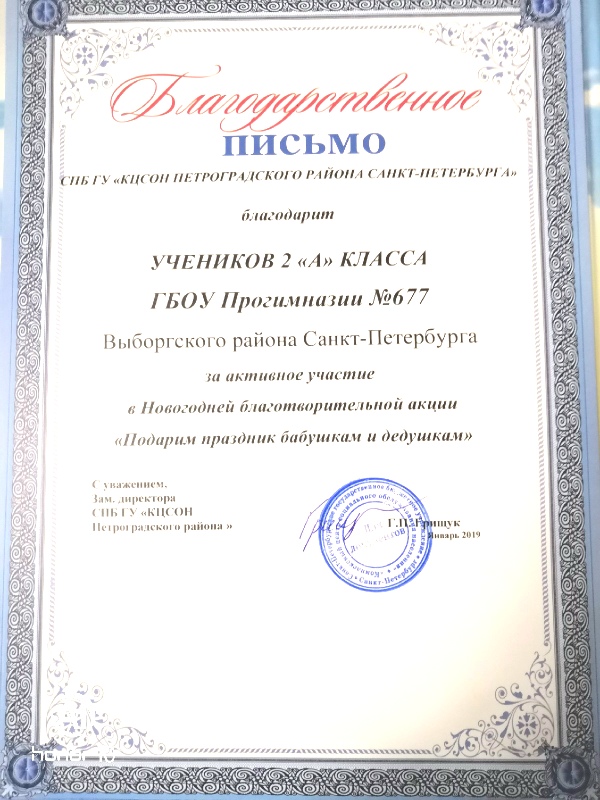 Благодарственное
ПИСЬМО
СПБ ГУ «КЦСОН ПЕТРОГРАДСКОГО РАЙОНА САНКТ-ПЕТЕРБУРГА»
благодарит
УЧЕНИКОВ 2 «А» КЛАССА
ГБОУ Прогимназии №677
Выборгского района Санкт-Петербурга
за активное участие
в Новогодней благотворительной акции
«Подарим праздник бабушкам и дедушкам»
С уважением,
Зам. директора
СПБ ГУ «КЦСОН
Петроградского района »
Г.П. Грищук
Январь 2019
honor 10